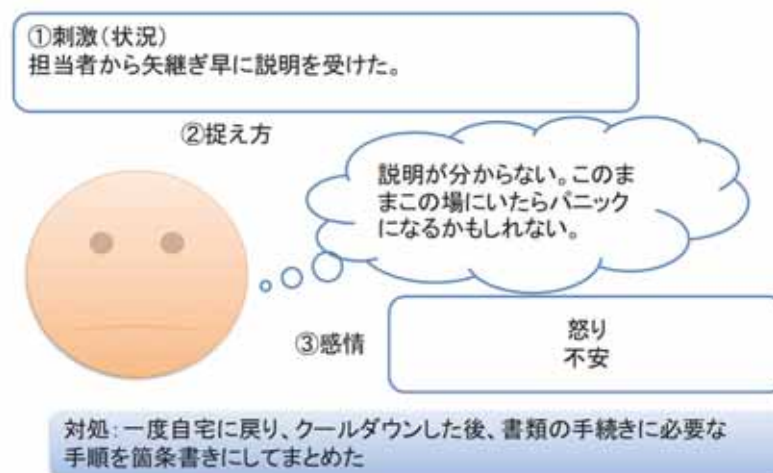 ①刺激(状況)
担当者から矢継ぎ早に説明を受けた。
②捉え方
説明が分からない。このま
まこの場にいたらパニック
になるかもしれない。
③感情
怒り
不安
対処:一度自宅に戻り、クールダウンした後、書類の手続きに必要な
手順を箇条書きにしてまとめた